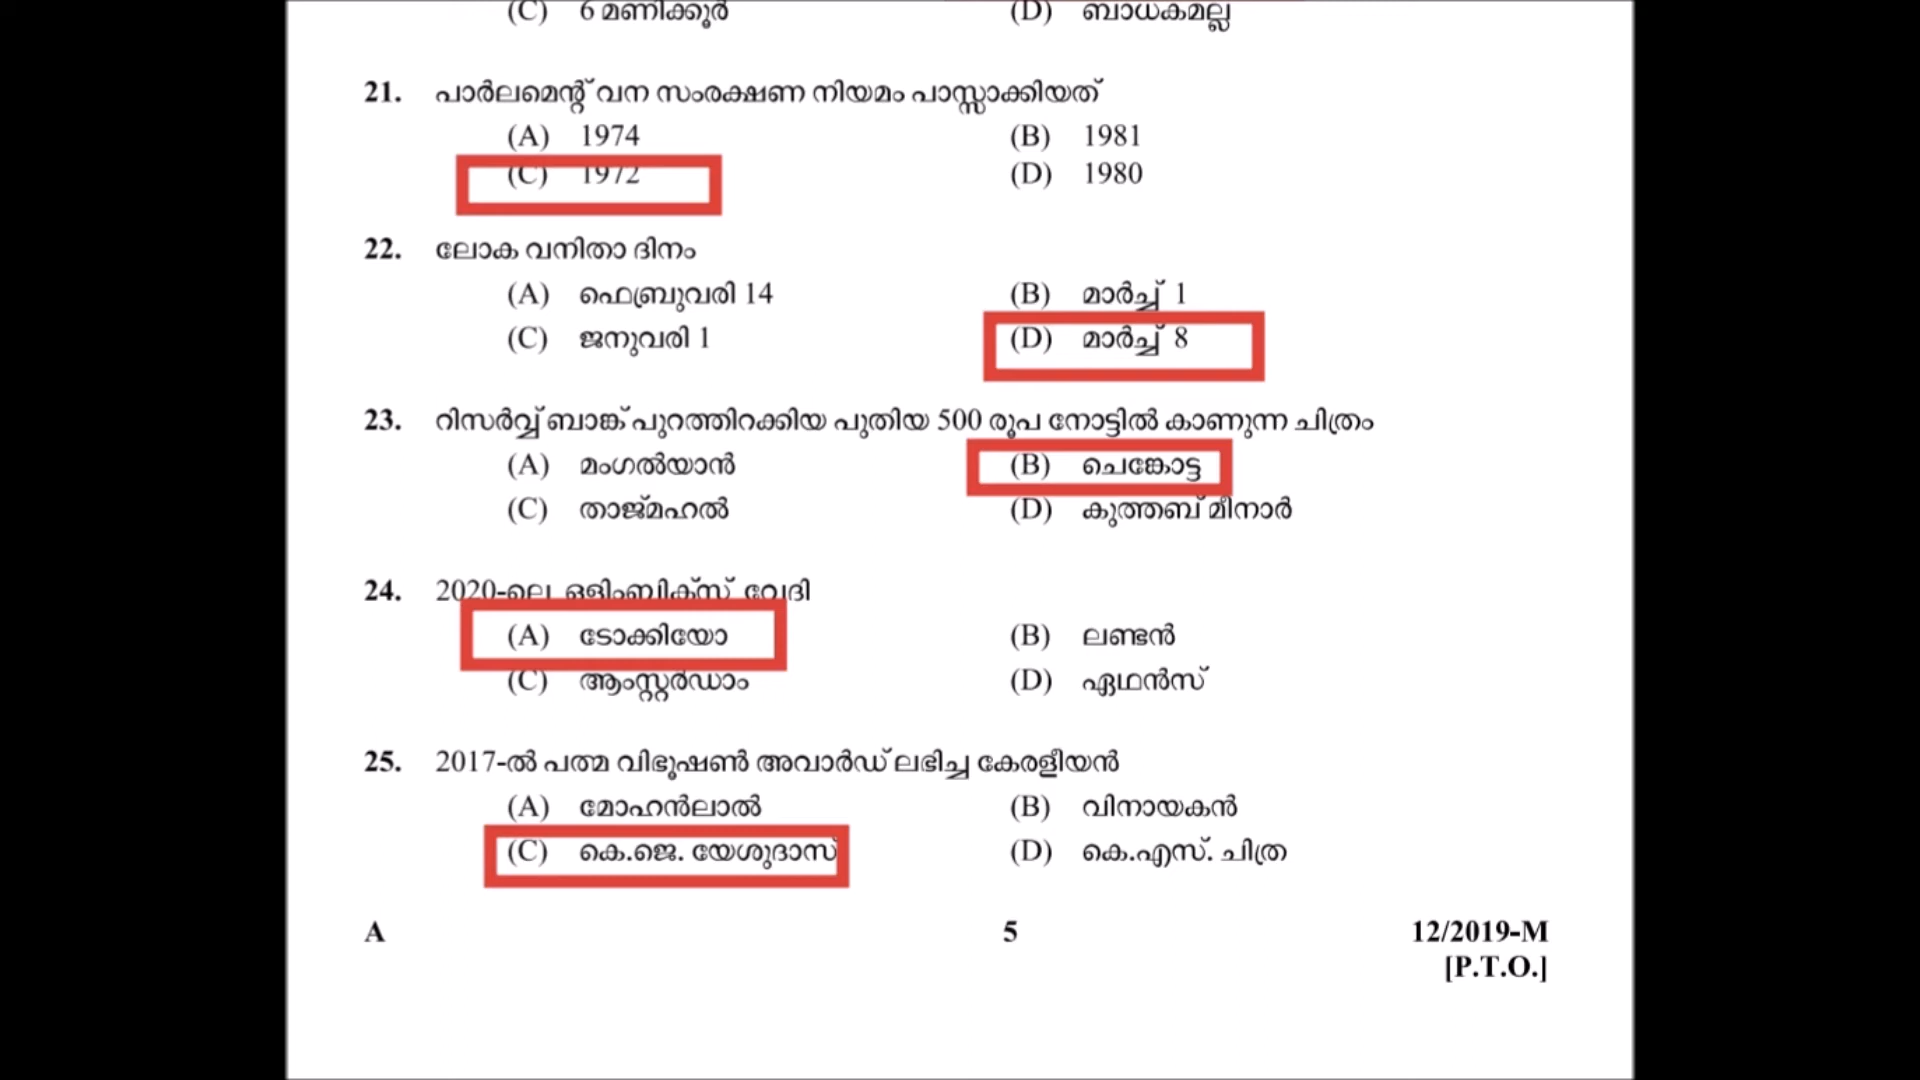 (C) 6 മണിക്കൂർ (D) ബാധകമല്ല
21. പാർലമെന്റ് വന സംരക്ഷണ നിയമം പാസ്സാക്കിയത്
(A) 1974 (B) 1981
(C) 1972 (D) 1980
22. ലോക വനിതാ ദിനം
(A) ഫെബ്രുവരി 14 (B) മാർച്ച് 1
(C) ജനുവരി 1 (D) മാർച്ച് 8
23. റിസർവ്വ് ബാങ്ക് പുറത്തിറക്കിയ പുതിയ 500 രൂപ നോട്ടിൽ കാണുന്ന ചിത്രം
(A) മംഗൽയാൻ (B) ചെങ്കോട്ട
(C) താജ്മഹൽ (D) കുത്തബ് മീനാർ
24. 2020-ലെ ഒളിംബിക്സ് വേദി
(A) ടോക്കിയോ (B) ലണ്ടൻ
(C) ആംസ്റ്റർഡാം (D) ഏഥൻസ്
25. 2017-ൽ പത്മ വിഭൂഷൺ അവാർഡ് ലഭിച്ച കേരളീയൻ
(A) മോഹൻലാൽ (B) വിനായകൻ
(C) കെ.ജെ. യേശുദാസ് (D) കെ.എസ്. ചിത്ര
A 5 12/2019-M
[P.T.O.]